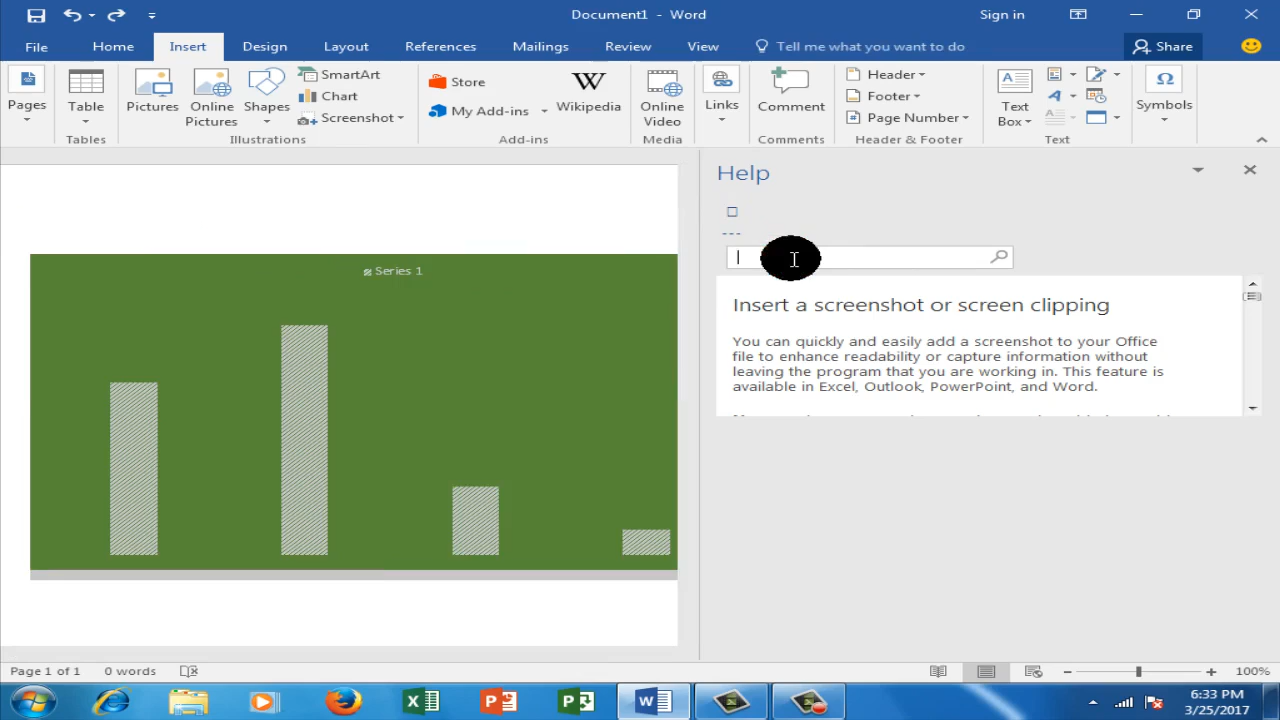 Document1 - Word
Sign in
File Home Insert Design Layout References Mailings Review View Tell me what you want to do Share
Pages
Table
Tables
Pictures
Online Pictures
Shapes
SmartArt
Chart
Screenshot
Illustrations
Store
My Add-ins
Wikipedia
Add-ins
Online Video
Media
Links
Comment
Comments
Header
Footer
Page Number
Header & Footer
Text Box
Text
Symbols
Series 1
Help
Insert a screenshot or screen clipping
You can quickly and easily add a screenshot to your Office
file to enhance readability or capture information without
leaving the program that you are working in. This feature is
available in Excel, Outlook, PowerPoint, and Word.
Page 1 of 1 0 words 100%
6:33 PM
3/25/2017